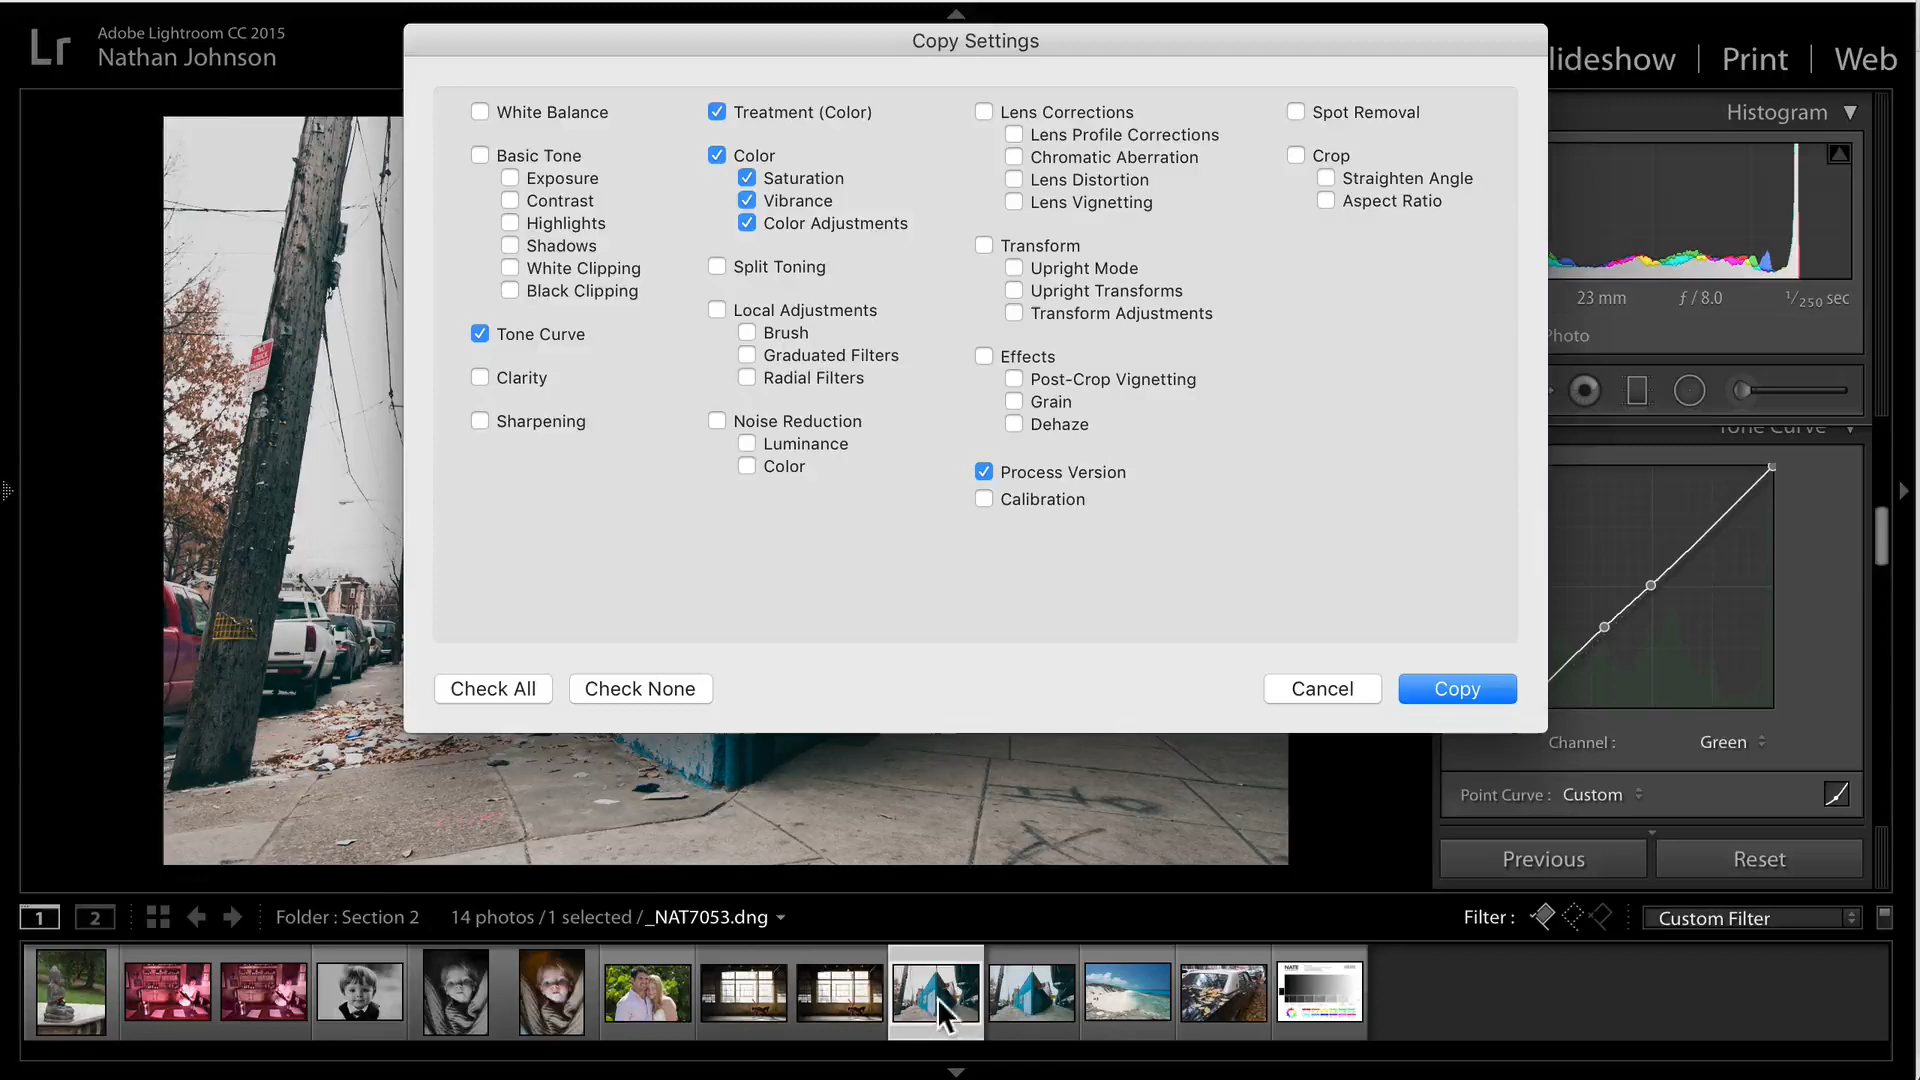 Lr
Adobe Lightroom CC 2015
Nathan Johnson
Copy Settings
lideshow | Print | Web
White Balance
Basic Tone
Exposure
Contrast
Highlights
Shadows
White Clipping
Black Clipping
Tone Curve
Clarity
Sharpening
Treatment (Color)
Color
Saturation
Vibrance
Color Adjustments
Split Toning
Local Adjustments
Brush
Graduated Filters
Radial Filters
Noise Reduction
Luminance
Color
Lens Corrections
Lens Profile Corrections
Chromatic Aberration
Lens Distortion
Lens Vignetting
Transform
Upright Mode
Upright Transforms
Transform Adjustments
Effects
Post-Crop Vignetting
Grain
Dehaze
Process Version
Calibration
Spot Removal
Crop
Straighten Angle
Aspect Ratio
Check All
Check None
Cancel
Copy
Histogram
23 mm ƒ / 8.0 1/250 sec
Photo
Tone Curve
Channel : Green
Point Curve : Custom
Previous
Reset
1 2 Folder : Section 2 14 photos / 1 selected / _NAT7053.dng
Filter : Custom Filter